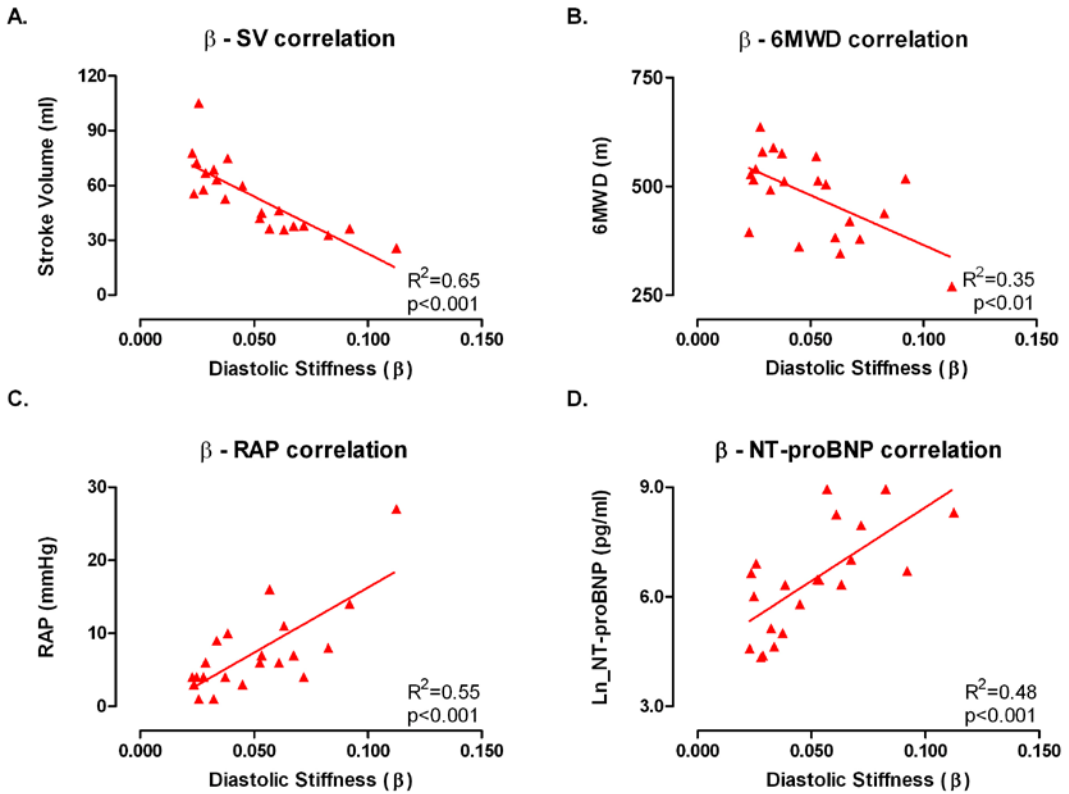 A.
β - SV correlation
Stroke Volume (ml)
120
90
60
30
0
R²=0.65
p<0.001
0.000 0.050 0.100 0.150
Diastolic Stiffness (β)
B.
β - 6MWD correlation
6MWD (m)
750
500
250
R²=0.35
p<0.01
0.000 0.050 0.100 0.150
Diastolic Stiffness (β)
C.
β - RAP correlation
RAP (mmHg)
30
20
10
0
R²=0.55
p<0.001
0.000 0.050 0.100 0.150
Diastolic Stiffness (β)
D.
β - NT-proBNP correlation
Ln_NT-proBNP (pg/ml)
9.0
6.0
3.0
R²=0.48
p<0.001
0.000 0.050 0.100 0.150
Diastolic Stiffness (β)